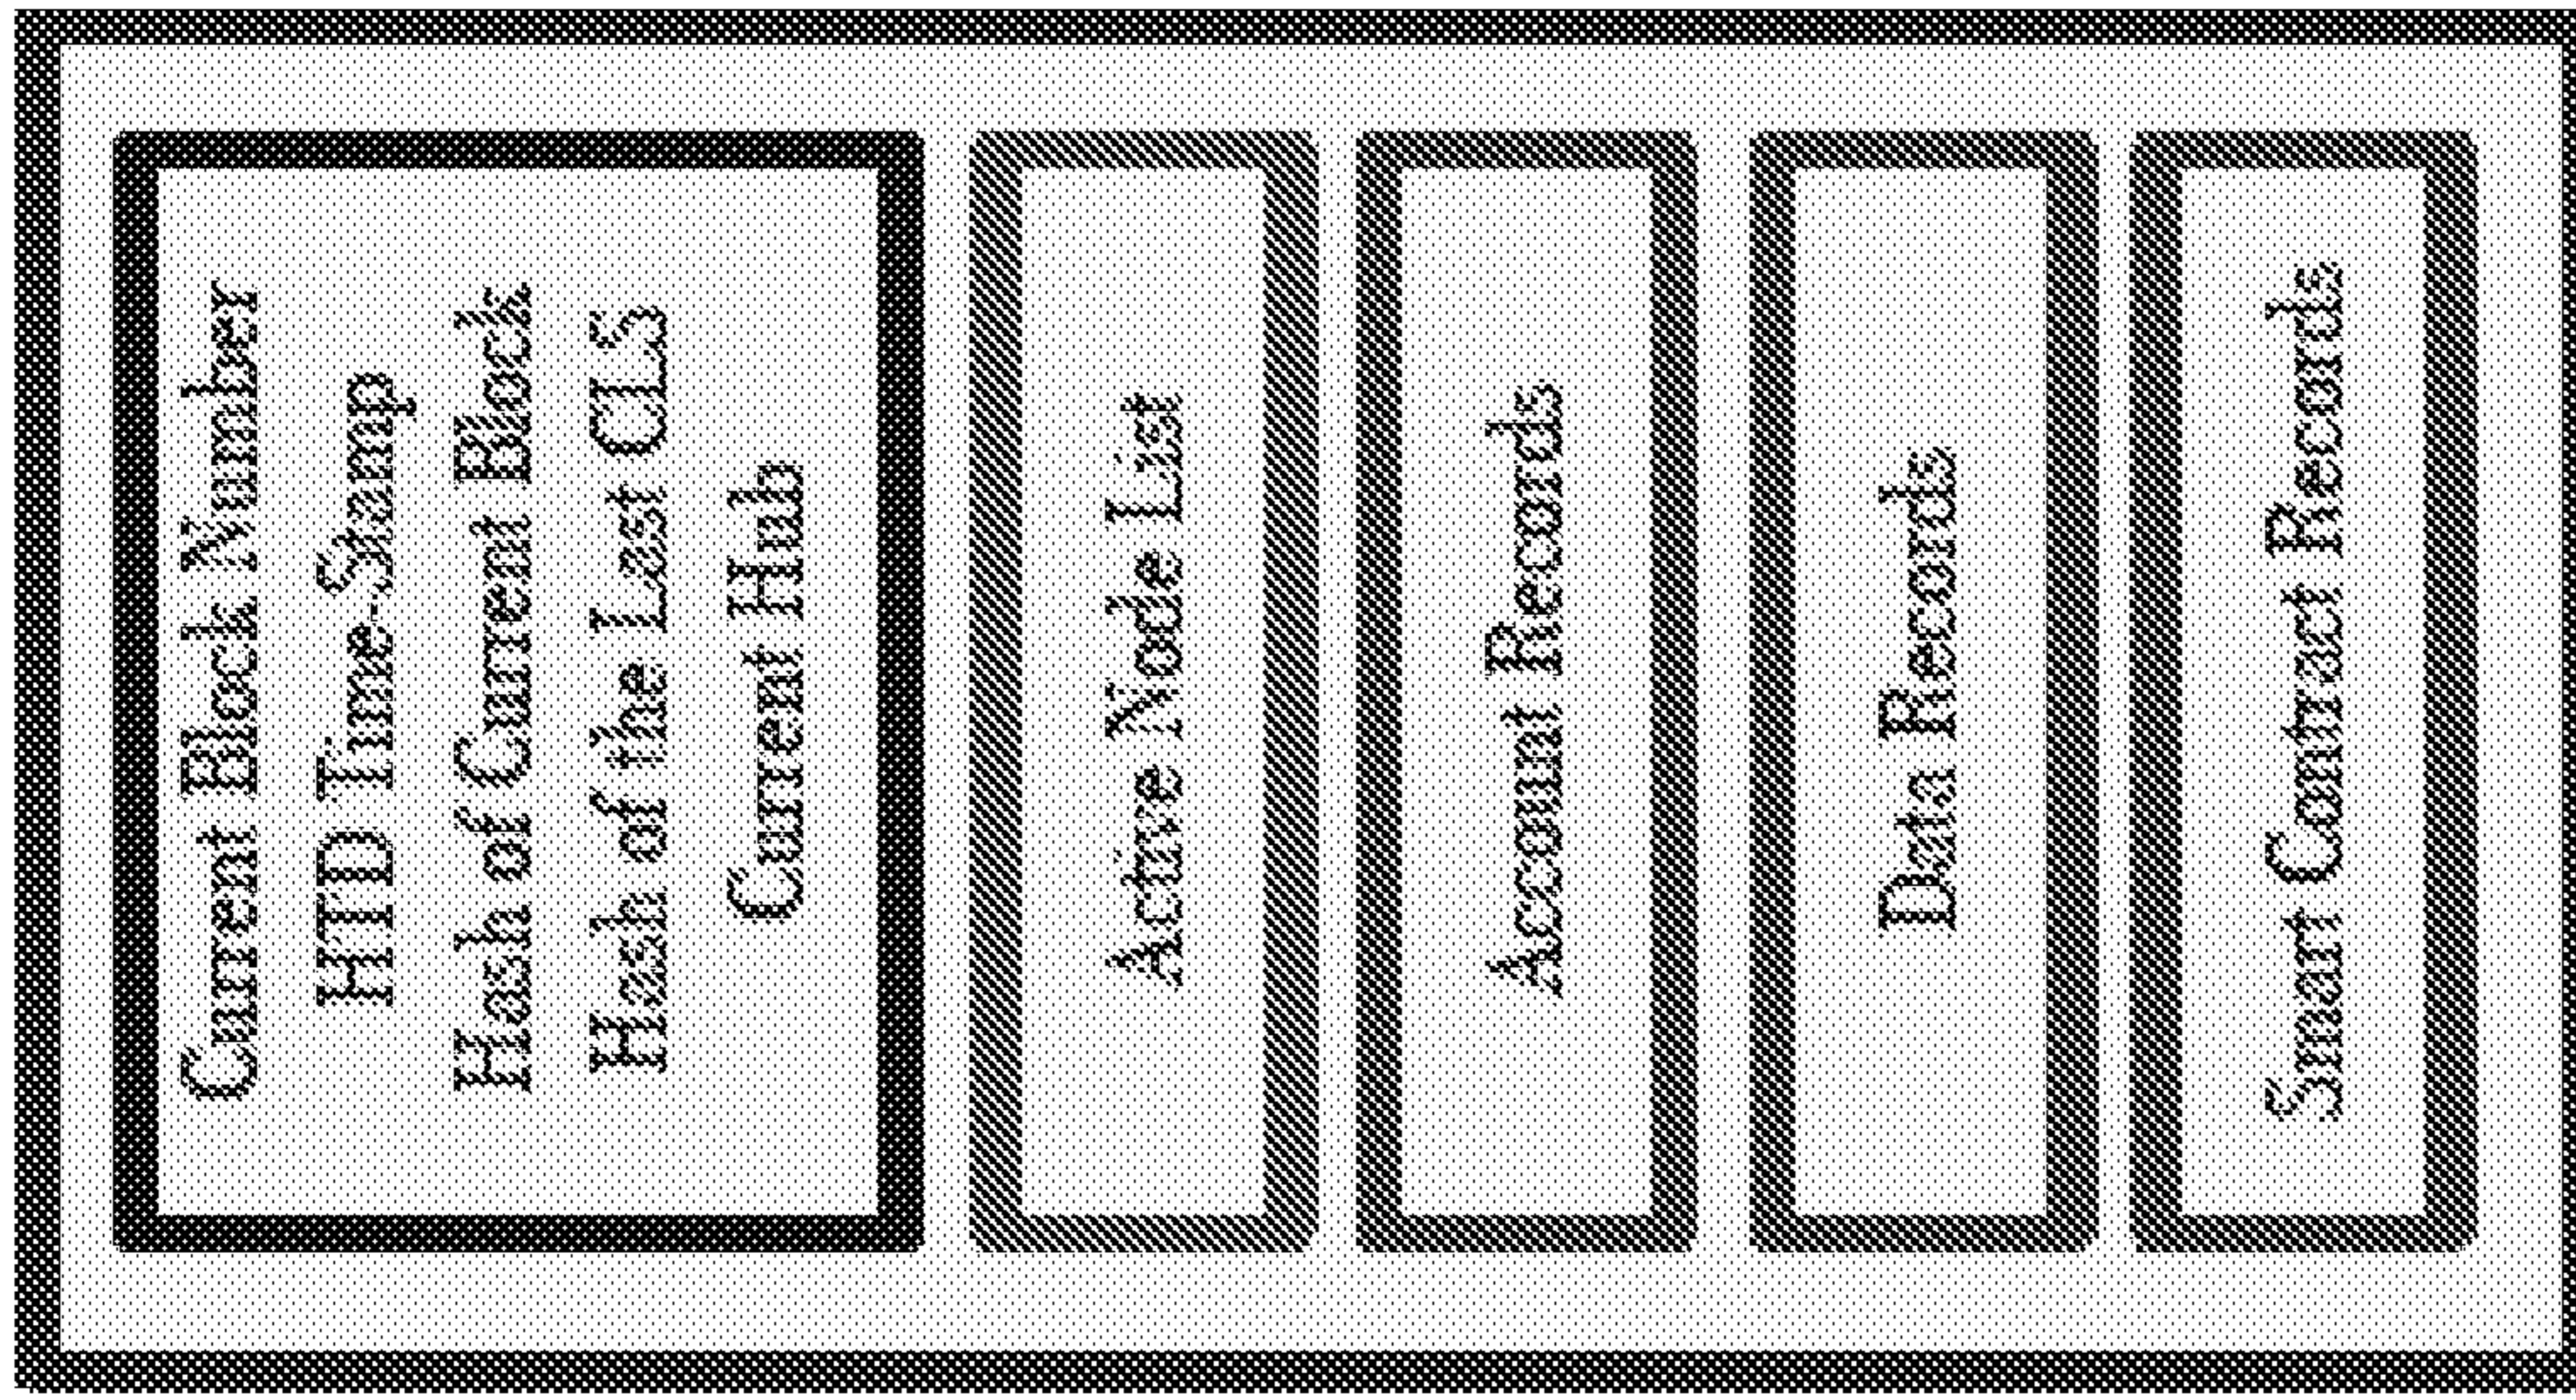 Current Block Number
HTD Time-Stamp
Hash of Current Block
Hash of the Last CLS
Current Hub
Active Node List
Account Records
Data Records
Smart Contract Records